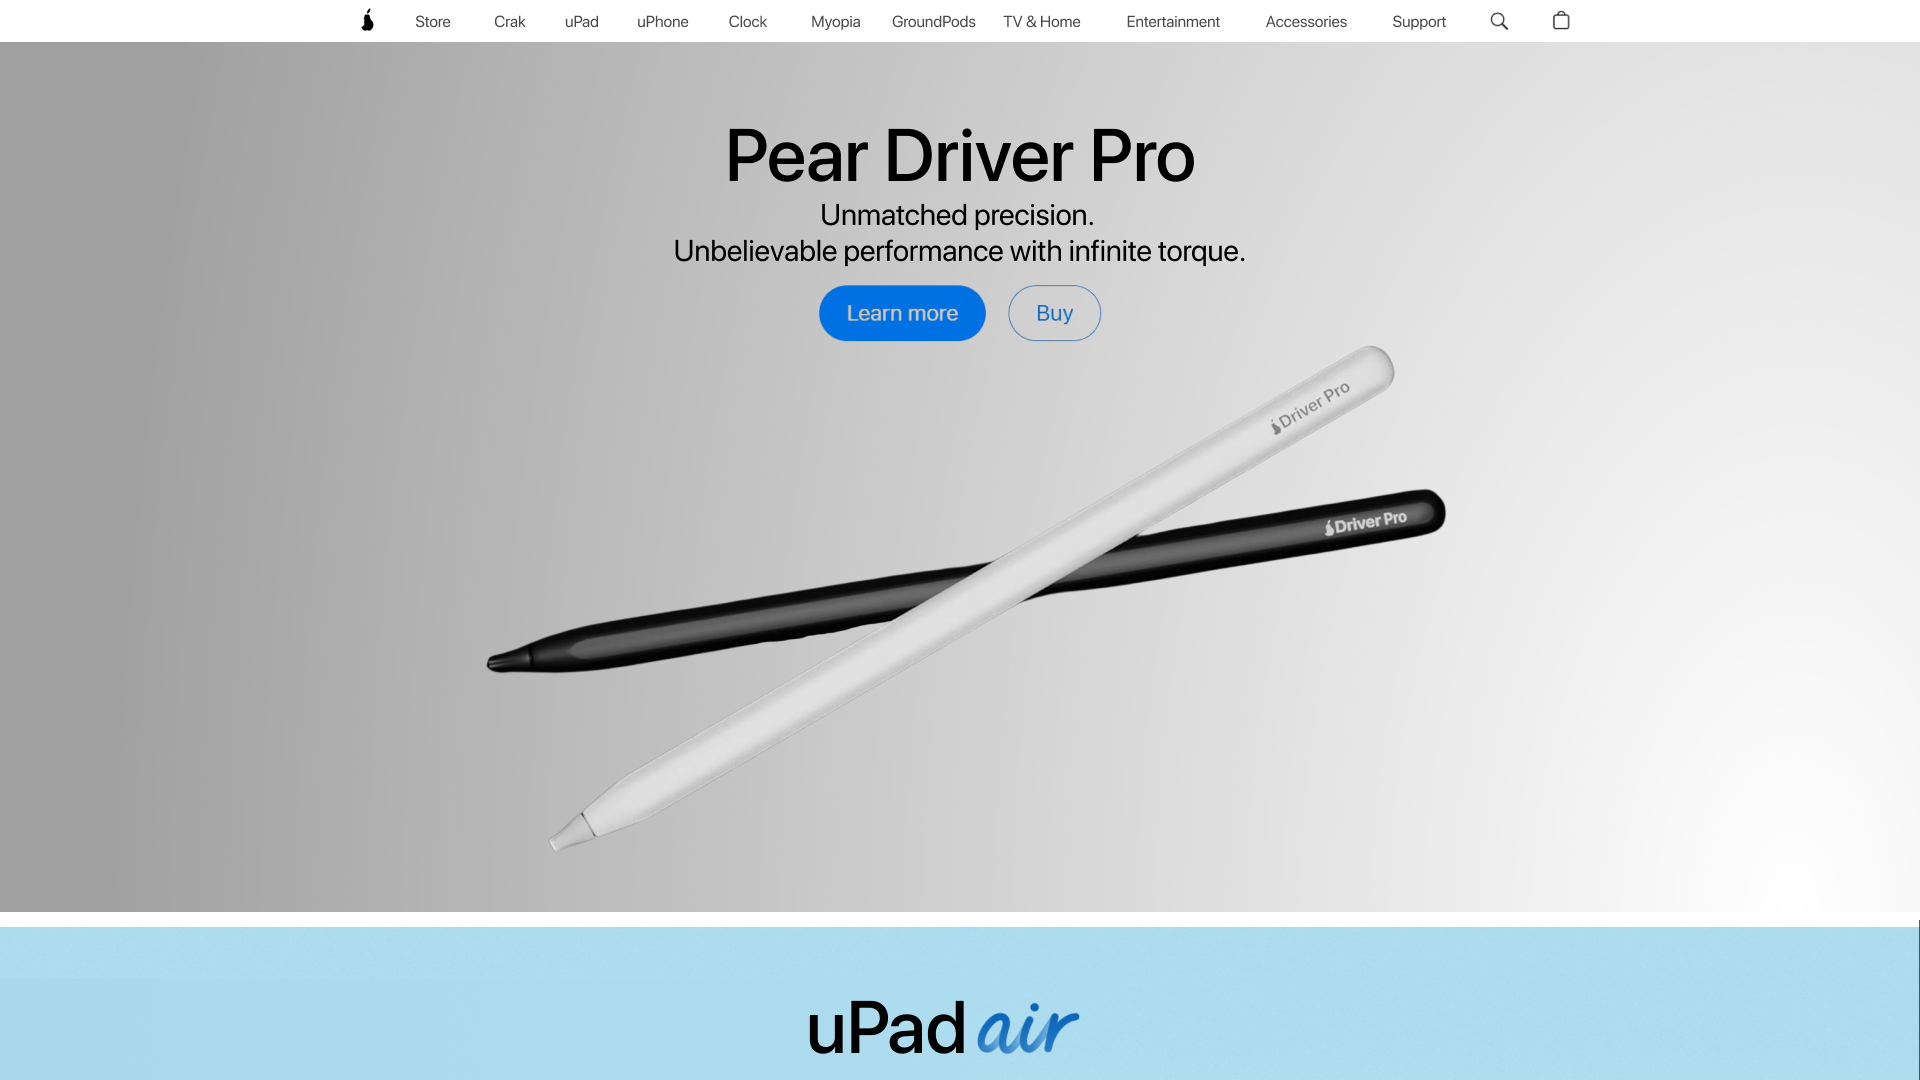 Store Crak uPad uPhone Clock Myopia GroundPods TV & Home Entertainment Accessories Support
Pear Driver Pro
Unmatched precision.
Unbelievable performance with infinite torque.
Learn more Buy
Driver Pro
Driver Pro
uPad air